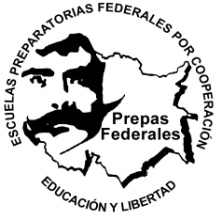 ESCUELAS PREPARATORIAS FEDERALES POR COOPERACIÓN
Prepas
Federales
EDUCACIÓN Y LIBERTAD